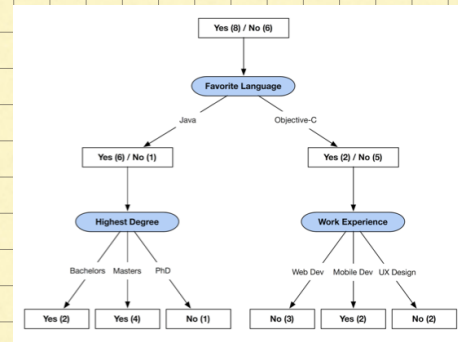 Yes (8) / No (6)
Favorite Language
Java
Objective-C
Yes (6) / No (1)
Yes (2) / No (5)
Highest Degree
Work Experience
Bachelors
Masters
PhD
Web Dev
Mobile Dev
UX Design
Yes (2)
Yes (4)
No (1)
No (3)
Yes (2)
No (2)